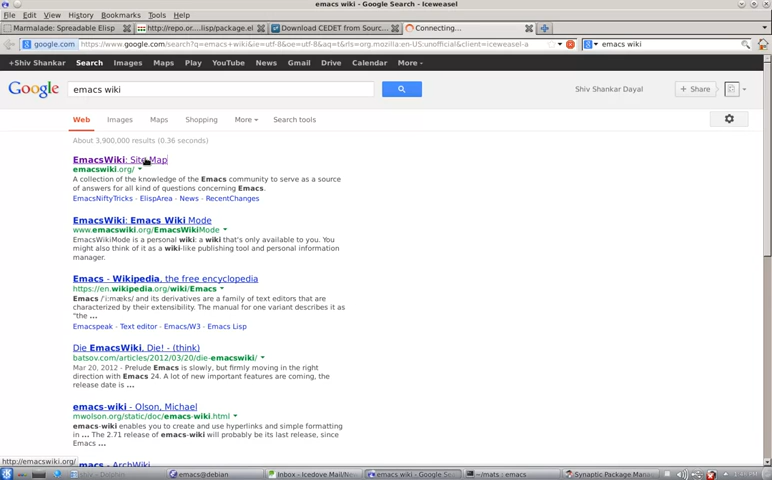 emacs wiki - Google Search - Iceweasel
File Edit View History Bookmarks Tools Help
Marmalade: Spreadable Elisp http://repo.or....lisp/package.el Download CEDET from Sourc... Connecting...
google.com https://www.google.com/search?q=emacs+wiki&ie=utf-8&oe=utf-8&aq=t&rls=org.mozilla:en-US:unofficial&client=iceweasel-a emacs wiki
+Shiv Shankar Search Images Maps Play YouTube News Gmail Drive Calendar More
Google emacs wiki Shiv Shankar Dayal + Share
Web Images Maps Shopping More Search tools
About 3,900,000 results (0.36 seconds)
EmacsWiki: Site Map
emacswiki.org/
A collection of the knowledge of the Emacs community to serve as a source
of answers for all kind of questions concerning Emacs.
EmacsNiftyTricks - ElispArea - News - RecentChanges
EmacsWiki: Emacs Wiki Mode
www.emacswiki.org/EmacsWikiMode
EmacsWikiMode is a personal wiki: a wiki that's only available to you. You
might also think of it as a wiki-like publishing tool and personal information
manager.
Emacs - Wikipedia, the free encyclopedia
https://en.wikipedia.org/wiki/Emacs
Emacs /ˈiːmæks/ and its derivatives are a family of text editors that are
characterized by their extensibility. The manual for one variant describes it as
"the ...
Emacspeak - Text editor - Emacs/W3 - Emacs Lisp
Die EmacsWiki, Die! - (think)
batsov.com/articles/2012/03/20/die-emacswiki/
Mar 20, 2012 - Prelude Emacs is slowly, but firmly moving in the right
direction with Emacs 24. A lot of new important features are coming, the
release date is ...
emacs-wiki - Olson, Michael
mwolson.org/static/doc/emacs-wiki.html
emacs-wiki enables you to create and use hyperlinks and simple formatting
in ... The 2.71 release of emacs-wiki will probably be its last release, since
Emacs ...
emacs - ArchWiki
http://emacswiki.org/
emacs@debian Inbox - Icedove Mail/Ne emacs wiki - Google Se ~/mats : emacs Synaptic Package Man